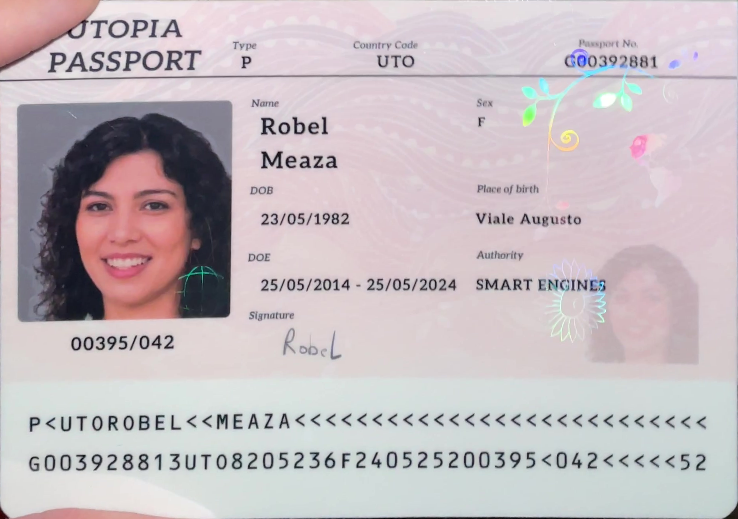 UTOPIA
PASSPORT
Type
P
Country Code
UTO
Passport No.
G00392881
Name
Robel
Meaza
Sex
F
DOB
23/05/1982
Place of birth
Viale Augusto
DOE
25/05/2014 - 25/05/2024
Authority
SMART ENGINES
Signature
Robel
00395/042
P<UTOROBEL<<MEAZA<<<<<<<<<<<<<<<<<<<<<<<<<<<
G003928813UTO8205236F240525200395<042<<<<<52